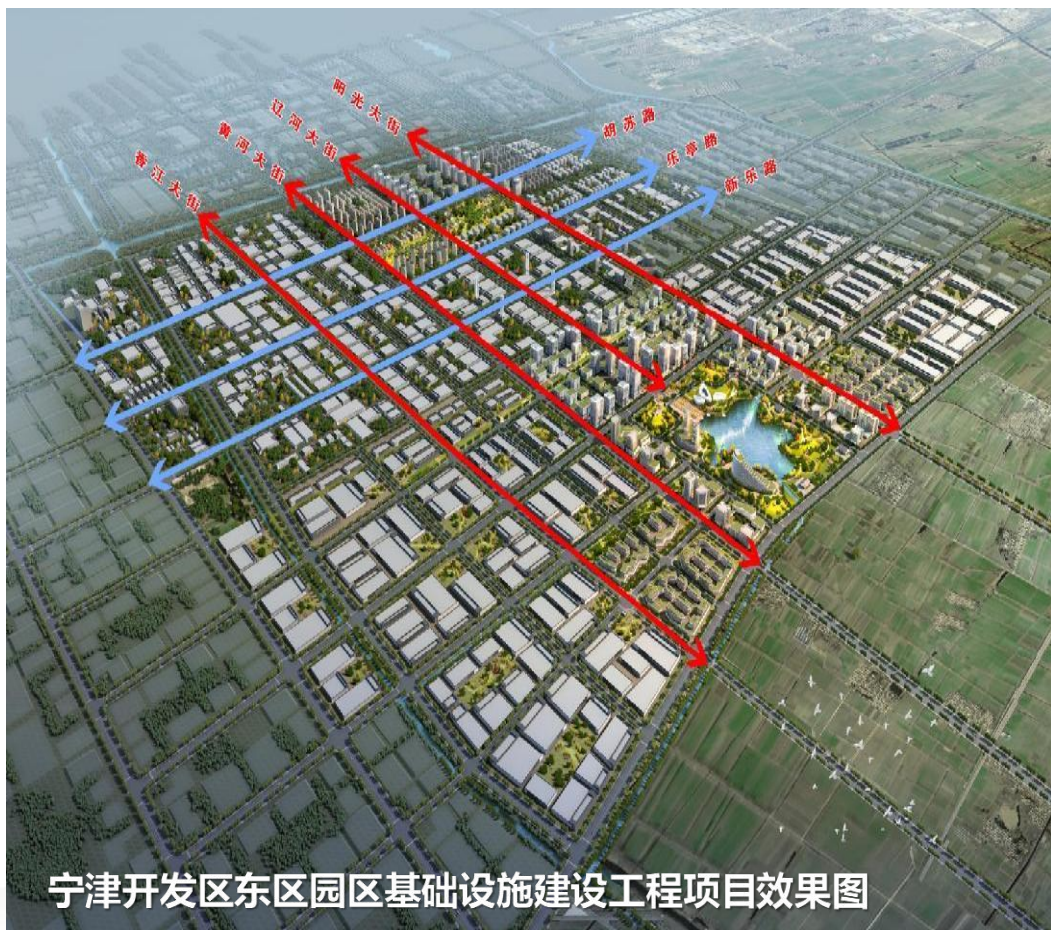 阳光大街
辽河大街
黄河大街
香江大街
胡苏路
乐亭路
新乐路
宁津开发区东区园区基础设施建设工程项目效果图